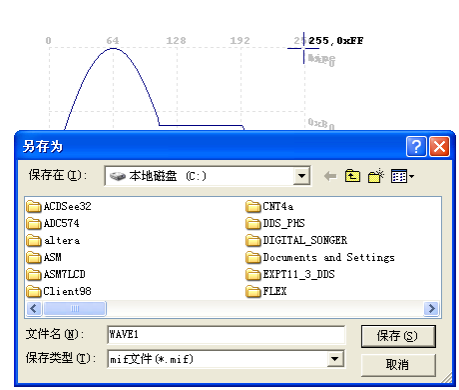 0 64 128 192 255,0xFF
另存为
保存在(I): 本地磁盘 (C:)
ACDSee32 CNT4a
ADC574 DDS_PHS
altera DIGITAL_SONGER
ASM Documents and Settings
ASM7LCD EXPT11_3_DDS
Client98 FLEX
文件名(N): WAVE1 保存(S)
保存类型(T): mif文件(*.mif) 取消